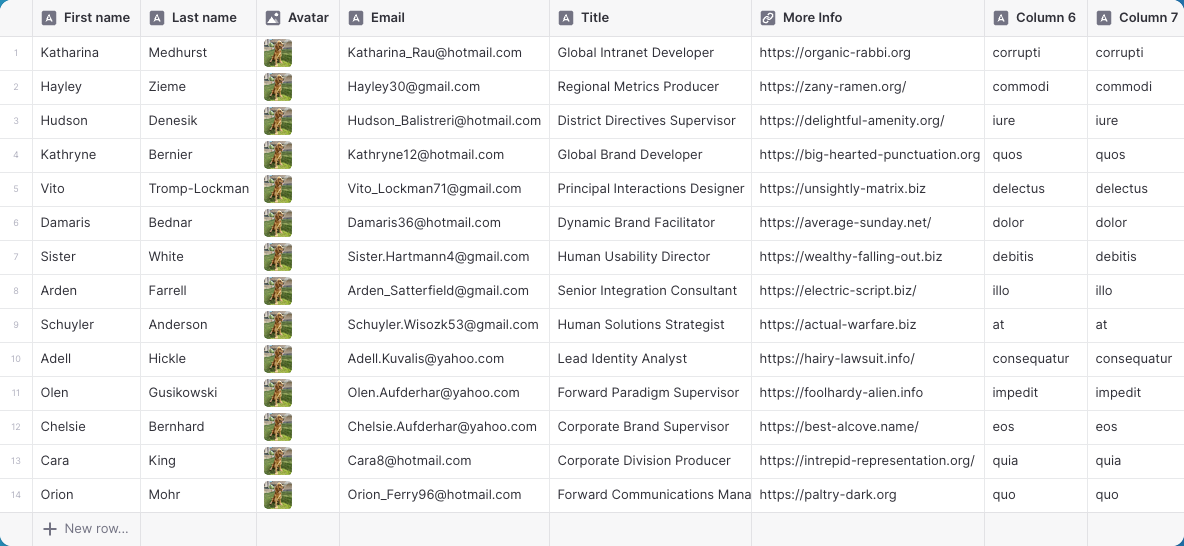 First name Last name Avatar Email Title More Info Column 6 Column 7
1 Katharina Medhurst Katharina_Rau@hotmail.com Global Intranet Developer https://organic-rabbi.org corrupti corrupti
2 Hayley Zieme Hayley30@gmail.com Regional Metrics Producer https://zany-ramen.org/ commodi commodi
3 Hudson Denesik Hudson_Balistreri@hotmail.com District Directives Supervisor https://delightful-amenity.org/ iure iure
4 Kathryne Bernier Kathryne12@hotmail.com Global Brand Developer https://big-hearted-punctuation.org quos quos
5 Vito Tromp-Lockman Vito_Lockman71@gmail.com Principal Interactions Designer https://unsightly-matrix.biz delectus delectus
6 Damaris Bednar Damaris36@hotmail.com Dynamic Brand Facilitator https://average-sunday.net/ dolor dolor
7 Sister White Sister.Hartmann4@gmail.com Human Usability Director https://wealthy-falling-out.biz debitis debitis
8 Arden Farrell Arden_Satterfield@gmail.com Senior Integration Consultant https://electric-script.biz/ illo illo
9 Schuyler Anderson Schuyler.Wisozk53@gmail.com Human Solutions Strategist https://actual-warfare.biz at at
10 Adell Hickle Adell.Kuvalis@yahoo.com Lead Identity Analyst https://hairy-lawsuit.info/ consequatur consequatur
11 Olen Gusikowski Olen.Aufderhar@yahoo.com Forward Paradigm Supervisor https://foolhardy-alien.info impedit impedit
12 Chelsie Bernhard Chelsie.Aufderhar@yahoo.com Corporate Brand Supervisor https://best-alcove.name/ eos eos
13 Cara King Cara8@hotmail.com Corporate Division Producer https://intrepid-representation.org/ quia quia
14 Orion Mohr Orion_Ferry96@hotmail.com Forward Communications Mana https://paltry-dark.org quo quo
New row...